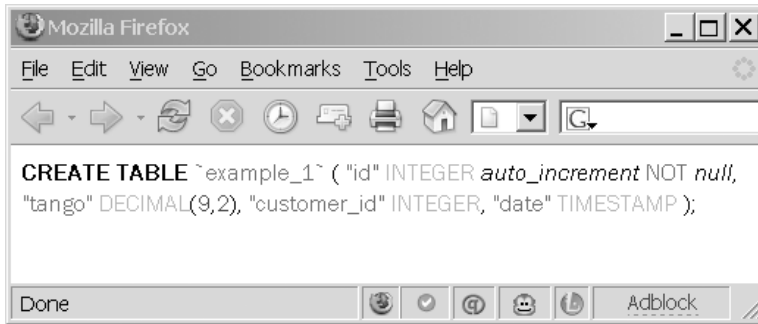 Mozilla Firefox
File Edit View Go Bookmarks Tools Help
G
CREATE TABLE `example_1` ( "id" INTEGER auto_increment NOT null,
"tango" DECIMAL(9,2), "customer_id" INTEGER, "date" TIMESTAMP );
Done @ Adblock